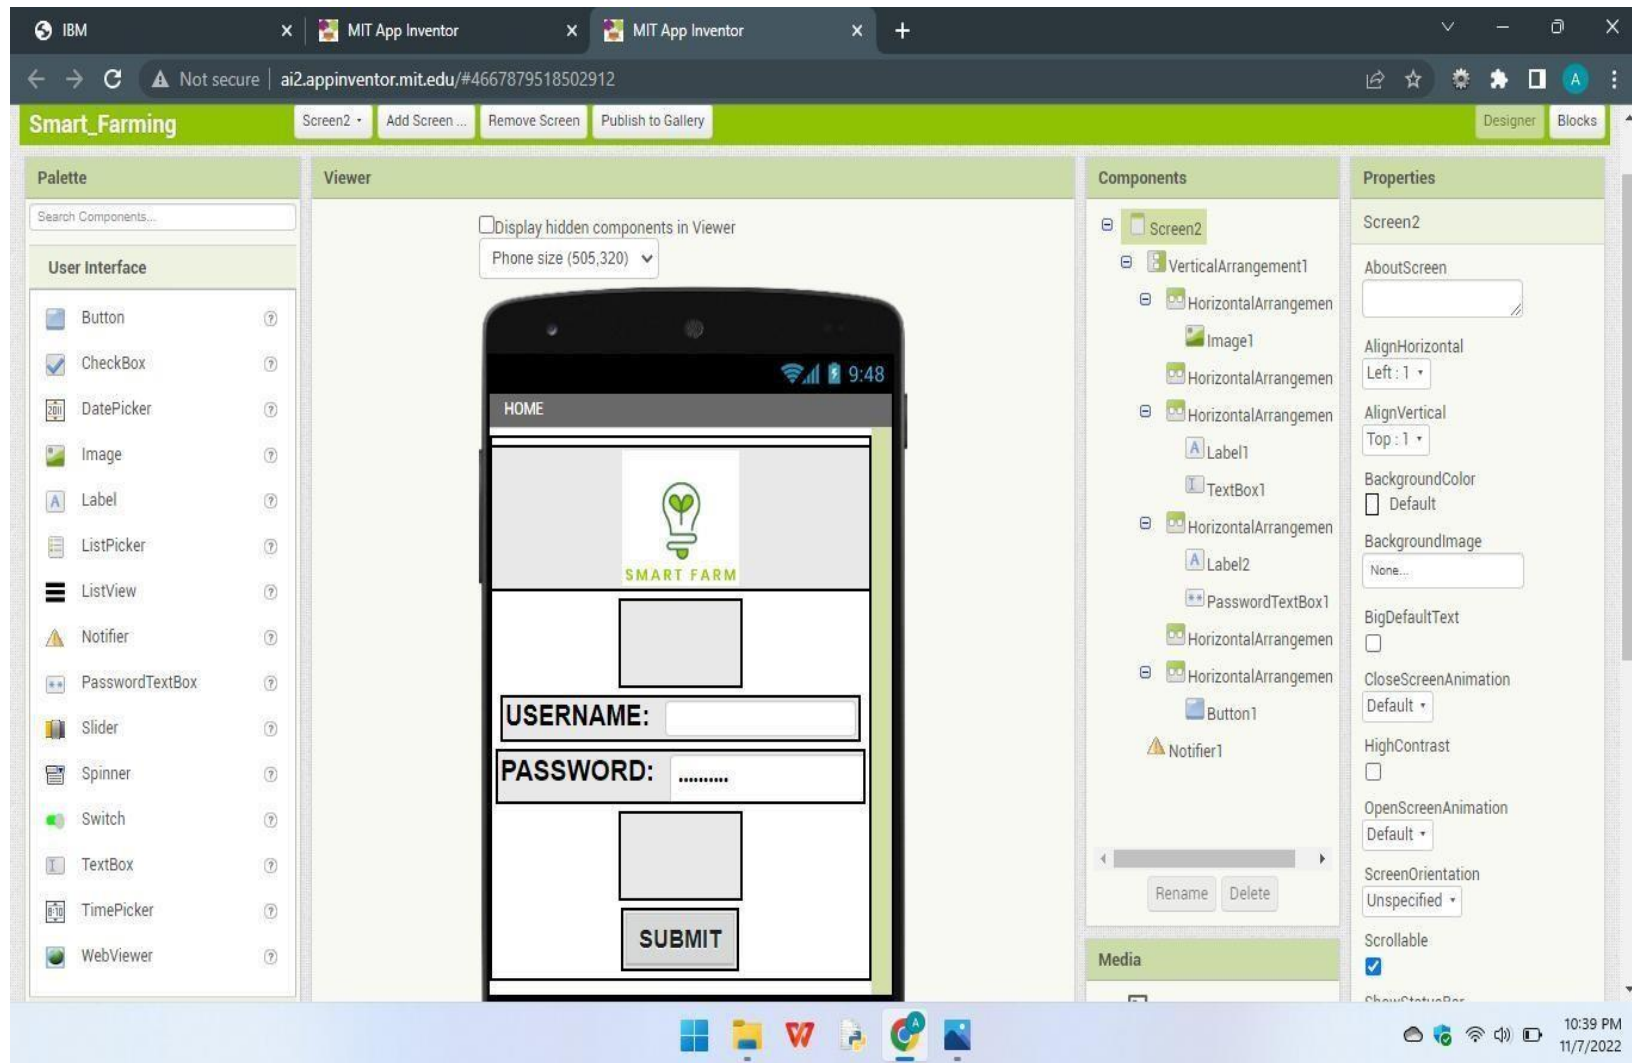 IBM
MIT App Inventor
MIT App Inventor
Not secure
ai2.appinventor.mit.edu/#4667879518502912
A
Smart_Farming
Screen2
Add Screen ...
Remove Screen
Publish to Gallery
Designer
Blocks
Palette
Search Components...
User Interface
Button
CheckBox
DatePicker
Image
Label
ListPicker
ListView
Notifier
PasswordTextBox
Slider
Spinner
Switch
TextBox
TimePicker
WebViewer
Viewer
Display hidden components in Viewer
Phone size (505,320)
9:48
HOME
SMART FARM
USERNAME:
PASSWORD:
SUBMIT
Components
Screen2
VerticalArrangement1
HorizontalArrangemen
Image1
HorizontalArrangemen
HorizontalArrangemen
Label1
TextBox1
HorizontalArrangemen
Label2
PasswordTextBox1
HorizontalArrangemen
HorizontalArrangemen
Button1
Notifier1
Rename
Delete
Media
Properties
Screen2
AboutScreen
AlignHorizontal
Left : 1
AlignVertical
Top : 1
BackgroundColor
Default
BackgroundImage
None...
BigDefaultText
CloseScreenAnimation
Default
HighContrast
OpenScreenAnimation
Default
ScreenOrientation
Unspecified
Scrollable
ShowStatusBar
10:39 PM
11/7/2022